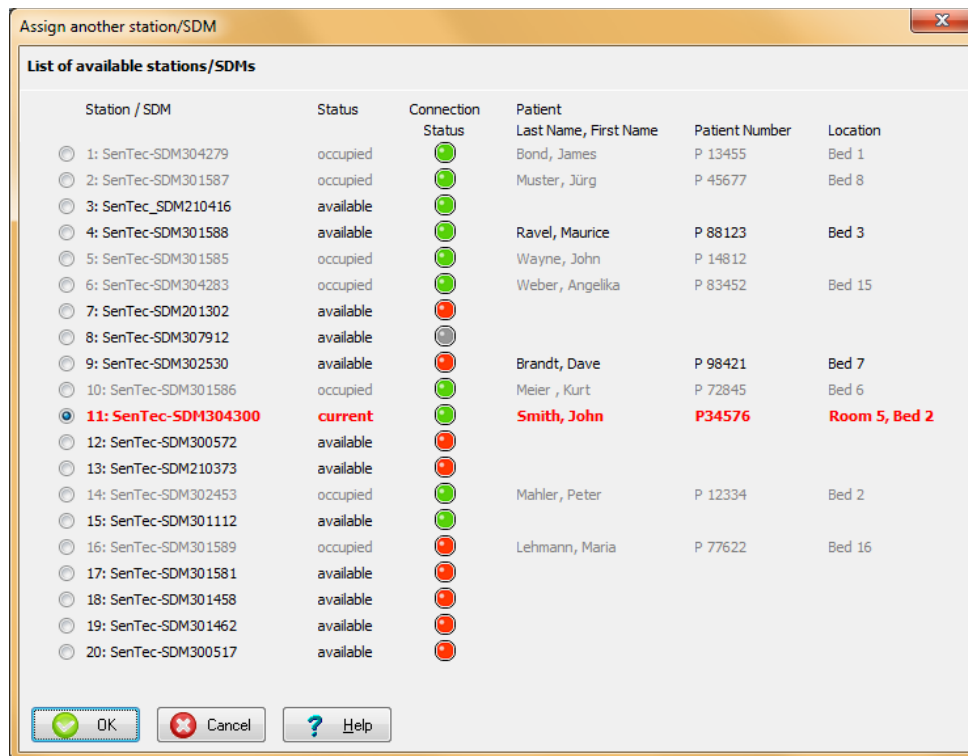 Assign another station/SDM
List of available stations/SDMs
Station / SDM Status Connection Status Patient Last Name, First Name Patient Number Location
1: SenTec-SDM304279 occupied Bond, James P 13455 Bed 1
2: SenTec-SDM301587 occupied Muster, Jürg P 45677 Bed 8
3: SenTec_SDM210416 available
4: SenTec-SDM301588 available Ravel, Maurice P 88123 Bed 3
5: SenTec-SDM301585 occupied Wayne, John P 14812
6: SenTec-SDM304283 occupied Weber, Angelika P 83452 Bed 15
7: SenTec-SDM201302 available
8: SenTec-SDM307912 available
9: SenTec-SDM302530 available Brandt, Dave P 98421 Bed 7
10: SenTec-SDM301586 occupied Meier , Kurt P 72845 Bed 6
11: SenTec-SDM304300 current Smith, John P34576 Room 5, Bed 2
12: SenTec-SDM300572 available
13: SenTec-SDM210373 available
14: SenTec-SDM302453 occupied Mahler, Peter P 12334 Bed 2
15: SenTec-SDM301112 available
16: SenTec-SDM301589 occupied Lehmann, Maria P 77622 Bed 16
17: SenTec-SDM301581 available
18: SenTec-SDM301458 available
19: SenTec-SDM301462 available
20: SenTec-SDM300517 available
OK Cancel ? Help